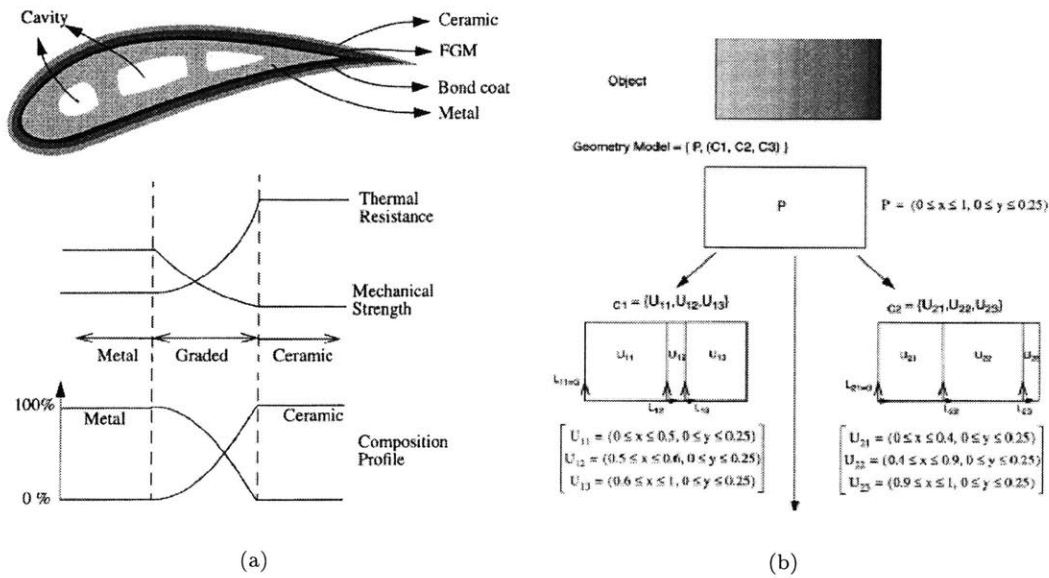 Cavity
Ceramic
FGM
Bond coat
Metal
Thermal
Resistance
Mechanical
Strength
Metal
Graded
Ceramic
100%
Metal
Ceramic
Composition
Profile
0 %
(a)
Object
Geometry Model = { P, (C1, C2, C3) }
P
P = (0 ≤ x ≤ 1, 0 ≤ y ≤ 0.25)
C1 = {U11,U12,U13}
U11 U12 U13
L11=G
L12 L13
U11 = (0 ≤ x ≤ 0.5, 0 ≤ y ≤ 0.25)
U12 = (0.5 ≤ x ≤ 0.6, 0 ≤ y ≤ 0.25)
U13 = (0.6 ≤ x ≤ 1, 0 ≤ y ≤ 0.25)
C2 = {U21,U22,U23}
U21 U22
L21=G
U21 = (0 ≤ x ≤ 0.4, 0 ≤ y ≤ 0.25)
U22 = (0.4 ≤ x ≤ 0.9, 0 ≤ y ≤ 0.25)
U23 = (0.9 ≤ x ≤ 1, 0 ≤ y ≤ 0.25)
(b)